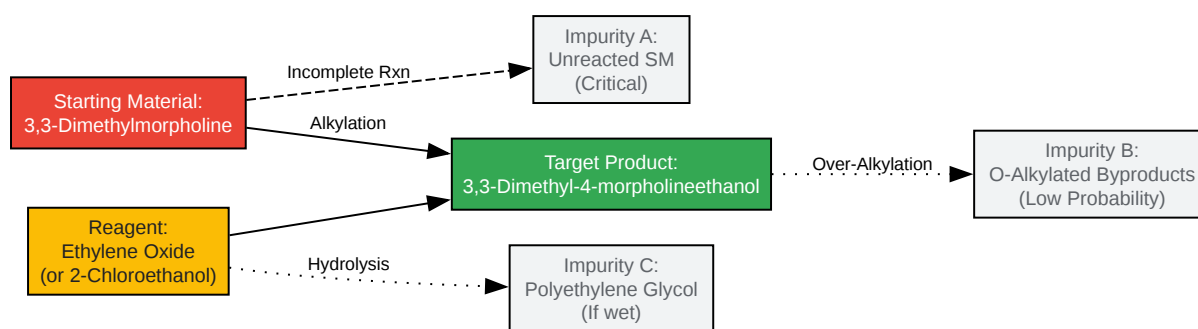 Impurity A:
Unreacted SM
(Critical)
Incomplete Rxn
Starting Material:
3,3-Dimethylmorpholine
Alkylation
Target Product:
3,3-Dimethyl-4-morpholineethanol
Over-Alkylation
Impurity B:
O-Alkylated Byproducts
(Low Probability)
Reagent:
Ethylene Oxide
(or 2-Chloroethanol)
Hydrolysis
Impurity C:
Polyethylene Glycol
(If wet)